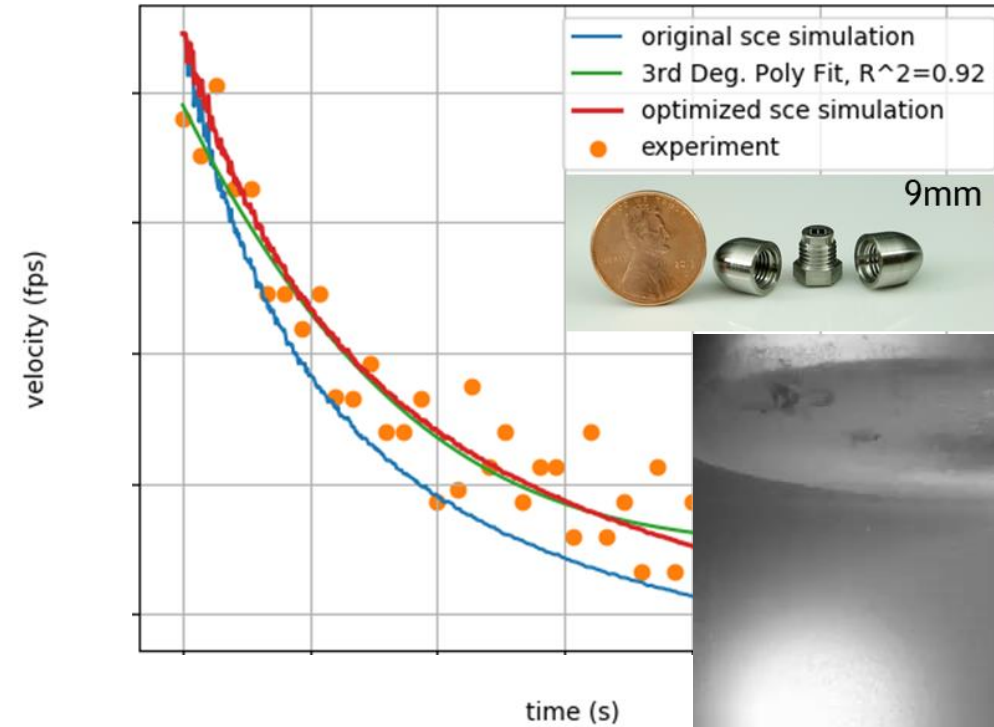 original sce simulation
3rd Deg. Poly Fit, R^2=0.92
optimized sce simulation
experiment
9mm
velocity (fps)
time (s)